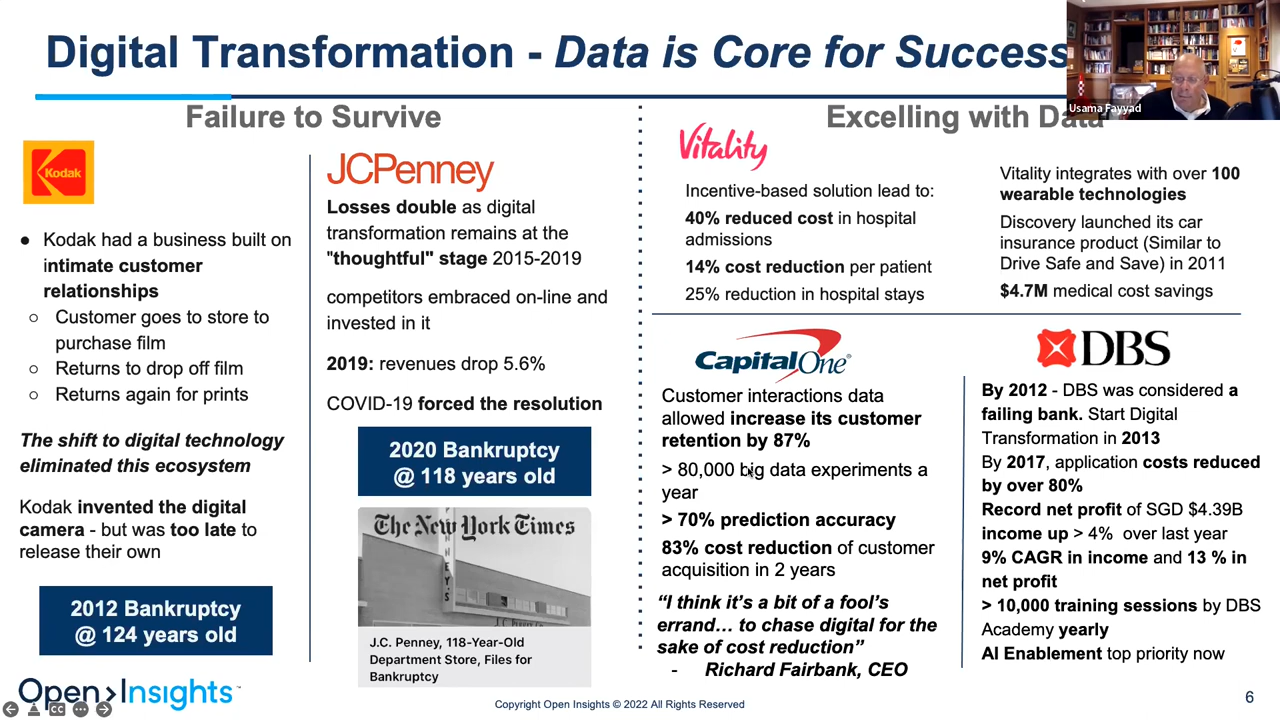 Digital Transformation - Data is Core for Success
Usama Fayyad
Failure to Survive
Kodak
● Kodak had a business built on
intimate customer
relationships
○ Customer goes to store to
purchase film
○ Returns to drop off film
○ Returns again for prints
The shift to digital technology
eliminated this ecosystem
Kodak invented the digital
camera - but was too late to
release their own
2012 Bankruptcy
@ 124 years old
JCPenney
Losses double as digital
transformation remains at the
"thoughtful" stage 2015-2019
competitors embraced on-line and
invested in it
2019: revenues drop 5.6%
COVID-19 forced the resolution
2020 Bankruptcy
@ 118 years old
The New York Times
J.C. Penney, 118-Year-Old
Department Store, Files for
Bankruptcy
Excelling with Data
Vitality
Incentive-based solution lead to:
40% reduced cost in hospital
admissions
14% cost reduction per patient
25% reduction in hospital stays
Vitality integrates with over 100
wearable technologies
Discovery launched its car
insurance product (Similar to
Drive Safe and Save) in 2011
$4.7M medical cost savings
Capital One
Customer interactions data
allowed increase its customer
retention by 87%
> 80,000 big data experiments a
year
> 70% prediction accuracy
83% cost reduction of customer
acquisition in 2 years
“I think it’s a bit of a fool’s
errand… to chase digital for the
sake of cost reduction”
- Richard Fairbank, CEO
DBS
By 2012 - DBS was considered a
failing bank. Start Digital
Transformation in 2013
By 2017, application costs reduced
by over 80%
Record net profit of SGD $4.39B
income up > 4% over last year
9% CAGR in income and 13 % in
net profit
> 10,000 training sessions by DBS
Academy yearly
AI Enablement top priority now
Open>Insights™
CC
Copyright Open Insights © 2022 All Rights Reserved
6